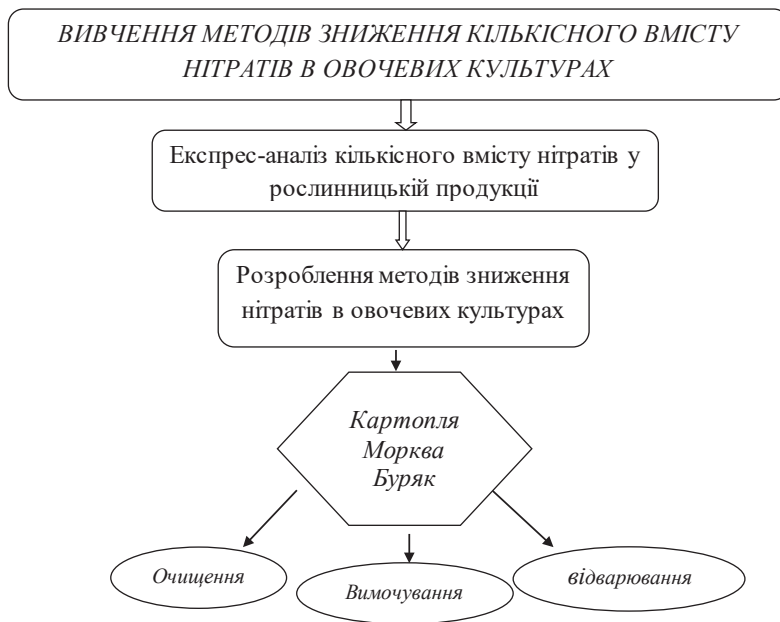 ВИВЧЕННЯ МЕТОДІВ ЗНИЖЕННЯ КІЛЬКІСНОГО ВМІСТУ
НІТРАТІВ В ОВОЧЕВИХ КУЛЬТУРАХ
Експрес-аналіз кількісного вмісту нітратів у
рослинницькій продукції
Розроблення методів зниження
нітратів в овочевих культурах
Картопля
Морква
Буряк
Очищення
Вимочування
відварювання